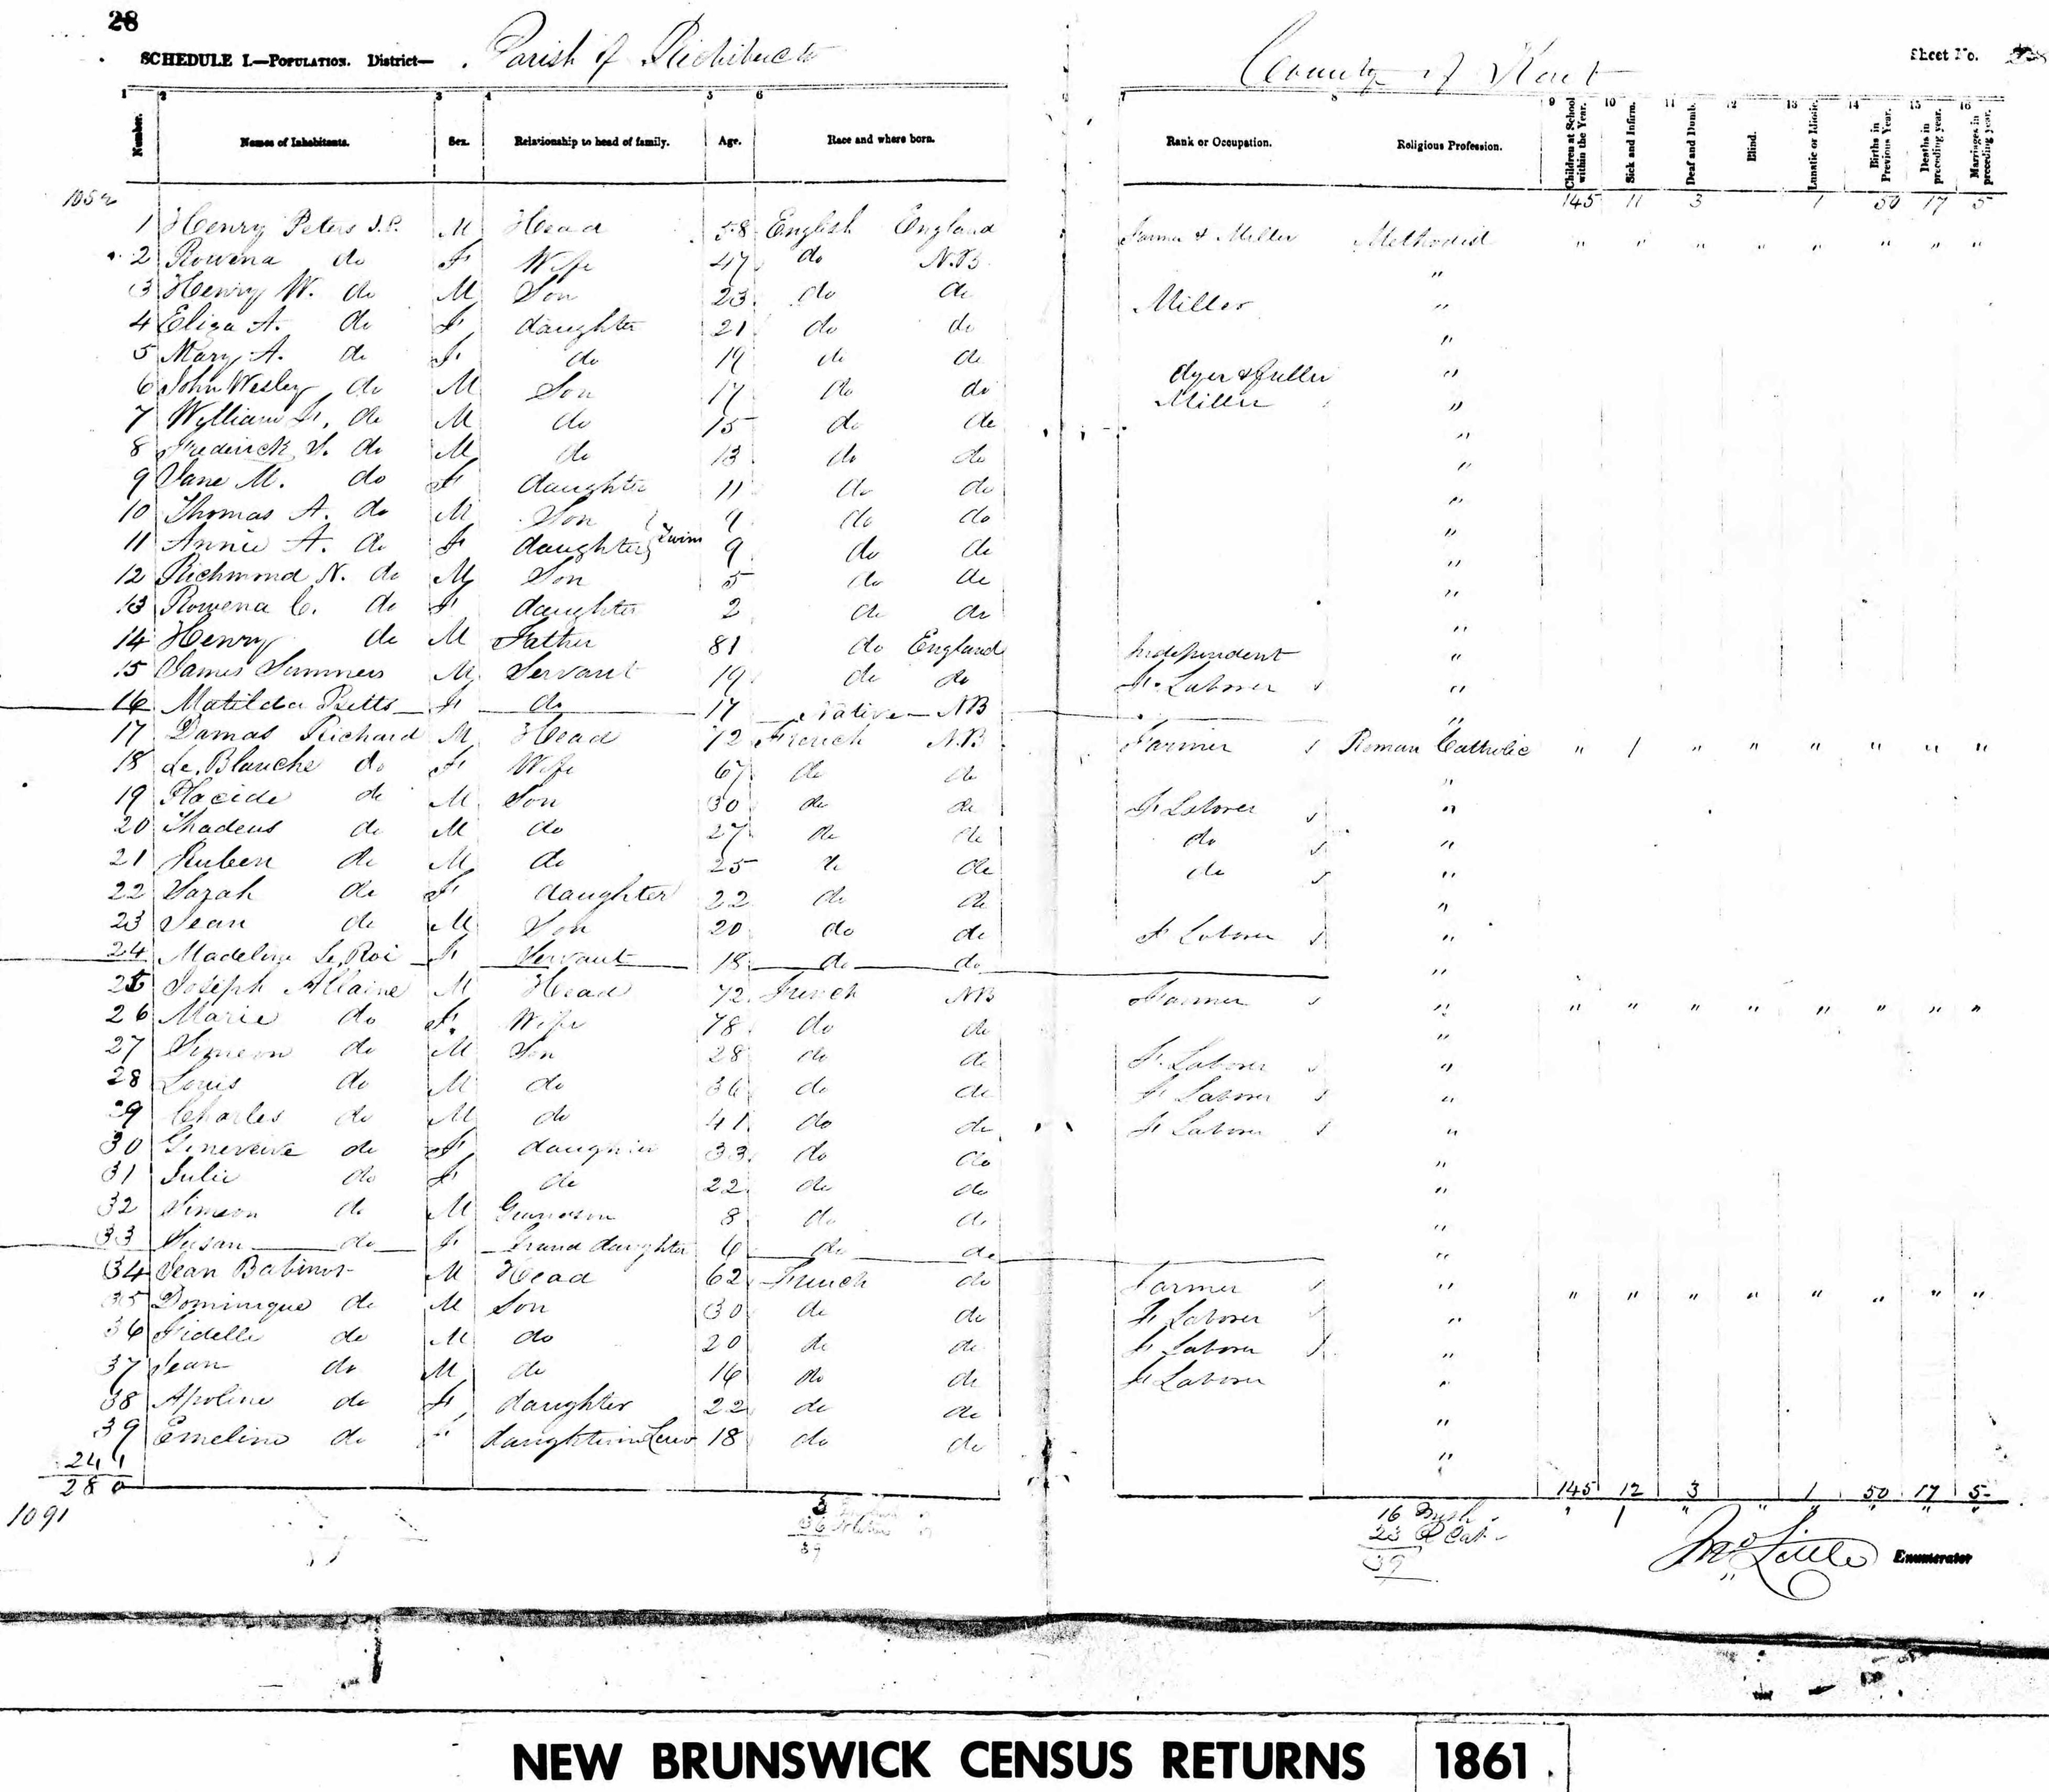 28
SCHEDULE I.—POPULATION. District— Parish of Richibucto County of Kent Sheet No. 28
1 2 3 4 5 6 7 8 9 10 11 12 13 14 15 16
Number. Names of Inhabitants. Sex. Relationship to head of family. Age. Race and where born. Rank or Occupation. Religious Profession. Children at School within the Year. Sick and Infirm. Deaf and Dumb. Blind. Lunatic or Idiotic. Births in Previous Year. Deaths in preceding year. Marriages in preceding year.
1052 145 11 3 1 50 17 5
1 Henry Peters J.P. M Head 58 English England Farmer & Miller Methodist " " " " " " " "
2 Rowena do F Wife 47 do N.B. "
3 Henry W. do M Son 23 do do Miller "
4 Eliza A. do F daughter 21 do do "
5 Mary A. do F do 19 do do "
6 John Wesley do M Son 17 do do dyer & fuller "
7 Wylliam L. do M do 15 do do Miller "
8 Frederick S. do M do 13 do do "
9 Jane M. do F daughter 11 do do "
10 Thomas A. do M Son 9 do do "
11 Annie A. do F daughter } Twins 9 do do "
12 Richmond N. do M Son 5 do do "
13 Rowena C. do F daughter 2 do do "
14 Henry do M Father 81 do England Independent "
15 James Summers M Servant 19 do do F. Laborer "
16 Matilda Betts F do 17 Native NB "
17 Damas Richard M Head 72 French N.B. Farmer Roman Catholic " 1 " " " " " "
18 Le. Blanche do F Wife 67 do do "
19 Placide do M Son 30 do do F Laborer "
20 Thadeus do M do 27 do do do "
21 Ruben do M do 25 do do do "
22 Sarah do F daughter 22 do do "
23 Jean do M Son 20 do do F Laborer "
24 Madeline Le Roi F Servant 18 do do "
25 Joseph Allaine M Head 72 French NB Farmer " " " " " " " " "
26 Marie do F. Wife 78 do do "
27 Simeon do M Son 28 do do F. Laborer "
28 Louis do M do 36 do do F Laborer "
29 Charles do M do 41 do do F Laborer "
30 Genevieve do F daughter 33 do do "
31 Julie do F do 22 do do "
32 Simeon do M Grandson 8 do do "
33 Susan do F Grand daughter 6 do do "
34 Jean Babinot M Head 62 French do Farmer " " " " " " " " "
35 Dominique do M Son 30 do do F Laborer "
36 Fidelle do M do 20 do do F Laborer "
37 Jean do M do 16 do do F Laborer "
38 Apoline do F daughter 22 do do "
39 Emeline do F daughter in Law 18 do do "
241
280 145 12 3 1 50 17 5
1091 3 16 " 1 " " " " " "
36 23 R Cat
39 39
Jno Little Enumerator
NEW BRUNSWICK CENSUS RETURNS 1861